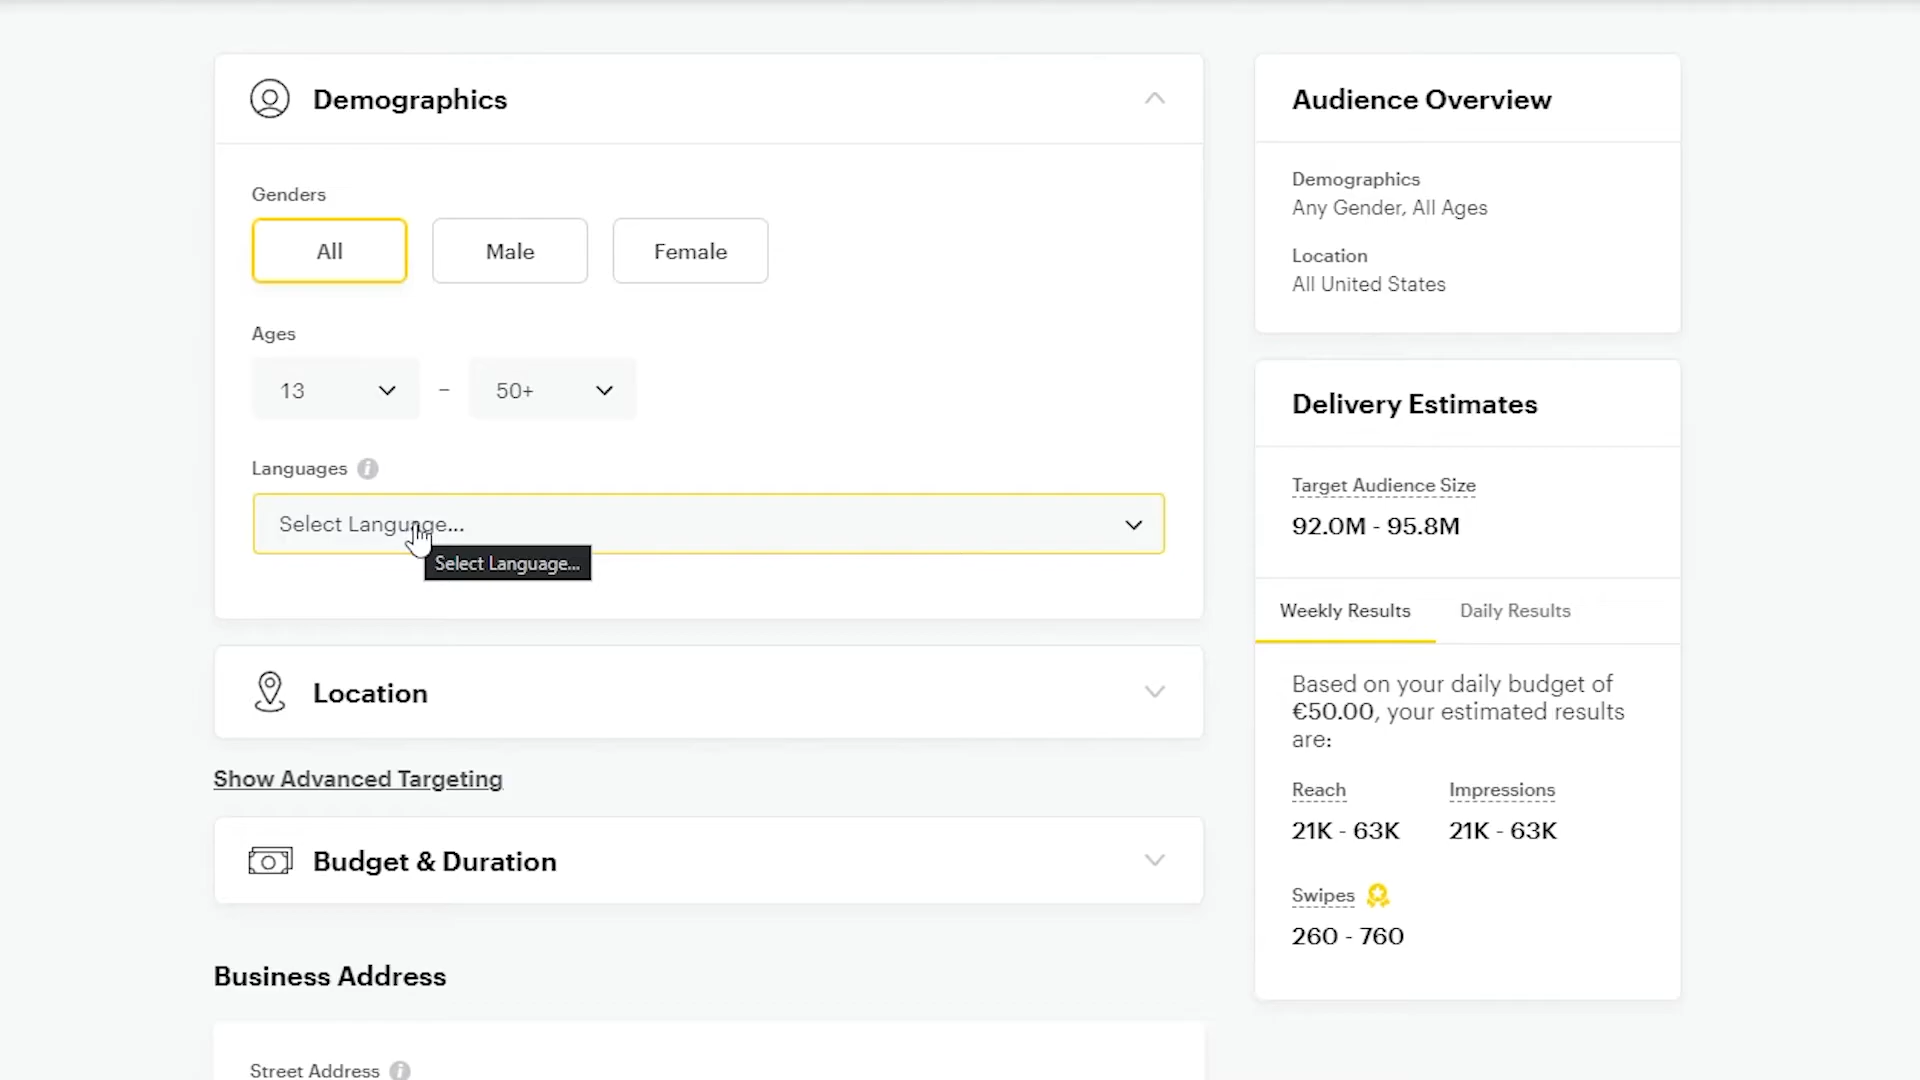 Demographics
Genders
All
Male
Female
Ages
13
–
50+
Languages
Select Language...
Select Language...
Location
Show Advanced Targeting
Budget & Duration
Business Address
Street Address
Audience Overview
Demographics
Any Gender, All Ages
Location
All United States
Delivery Estimates
Target Audience Size
92.0M - 95.8M
Weekly Results
Daily Results
Based on your daily budget of
€50.00, your estimated results
are:
Reach
Impressions
21K - 63K
21K - 63K
Swipes
260 - 760